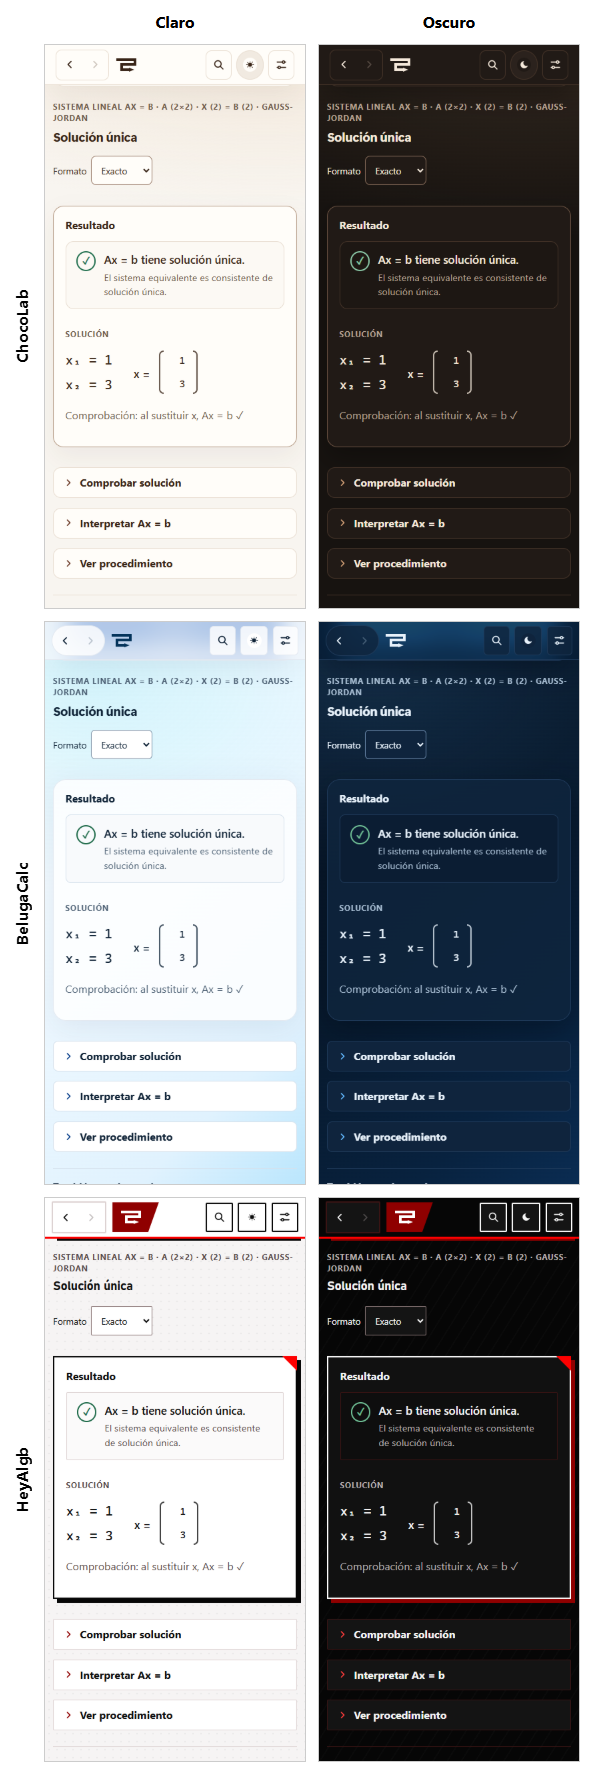 Claro
Oscuro
ChocoLab
SISTEMA LINEAL AX = B · A (2×2) · X (2) = B (2) · GAUSS-
JORDAN
Solución única
Formato Exacto
Resultado
Ax = b tiene solución única.
El sistema equivalente es consistente de
solución única.
SOLUCIÓN
x₁ = 1
x₂ = 3
x = ( 1
3 )
Comprobación: al sustituir x, Ax = b ✓
Comprobar solución
Interpretar Ax = b
Ver procedimiento
SISTEMA LINEAL AX = B · A (2×2) · X (2) = B (2) · GAUSS-
JORDAN
Solución única
Formato Exacto
Resultado
Ax = b tiene solución única.
El sistema equivalente es consistente de
solución única.
SOLUCIÓN
x₁ = 1
x₂ = 3
x = ( 1
3 )
Comprobación: al sustituir x, Ax = b ✓
Comprobar solución
Interpretar Ax = b
Ver procedimiento
BelugaCalc
SISTEMA LINEAL AX = B · A (2×2) · X (2) = B (2) · GAUSS-
JORDAN
Solución única
Formato Exacto
Resultado
Ax = b tiene solución única.
El sistema equivalente es consistente de
solución única.
SOLUCIÓN
x₁ = 1
x₂ = 3
x = ( 1
3 )
Comprobación: al sustituir x, Ax = b ✓
Comprobar solución
Interpretar Ax = b
Ver procedimiento
SISTEMA LINEAL AX = B · A (2×2) · X (2) = B (2) · GAUSS-
JORDAN
Solución única
Formato Exacto
Resultado
Ax = b tiene solución única.
El sistema equivalente es consistente de
solución única.
SOLUCIÓN
x₁ = 1
x₂ = 3
x = ( 1
3 )
Comprobación: al sustituir x, Ax = b ✓
Comprobar solución
Interpretar Ax = b
Ver procedimiento
HeyAlgb
SISTEMA LINEAL AX = B · A (2×2) · X (2) = B (2) · GAUSS-
JORDAN
Solución única
Formato Exacto
Resultado
Ax = b tiene solución única.
El sistema equivalente es consistente
de solución única.
SOLUCIÓN
x₁ = 1
x₂ = 3
x = ( 1
3 )
Comprobación: al sustituir x, Ax = b ✓
Comprobar solución
Interpretar Ax = b
Ver procedimiento
SISTEMA LINEAL AX = B · A (2×2) · X (2) = B (2) · GAUSS-
JORDAN
Solución única
Formato Exacto
Resultado
Ax = b tiene solución única.
El sistema equivalente es consistente
de solución única.
SOLUCIÓN
x₁ = 1
x₂ = 3
x = ( 1
3 )
Comprobación: al sustituir x, Ax = b ✓
Comprobar solución
Interpretar Ax = b
Ver procedimiento